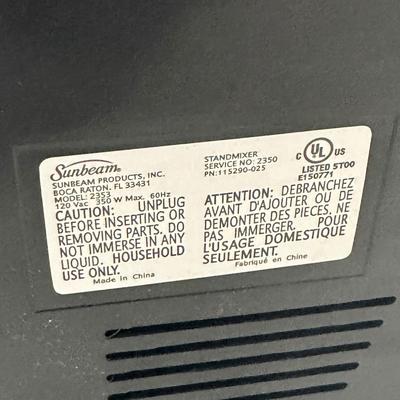 Sunbeam®
SUNBEAM PRODUCTS, INC.
BOCA RATON, FL 33431
MODEL: 2353
120 Vac 350 W Max. 60Hz
CAUTION: UNPLUG
BEFORE INSERTING OR
REMOVING PARTS. DO
NOT IMMERSE IN ANY
LIQUID. HOUSEHOLD
USE ONLY.
Made in China
STANDMIXER
SERVICE NO: 2350
PN:115290-025
C UL US
LISTED 5T00
E150771
ATTENTION: DEBRANCHEZ
AVANT D'AJOUTER OU DE
DEMONTER DES PIECES, NE
PAS IMMERGER. POUR
L'USAGE DOMESTIQUE
SEULEMENT.
Fabriqué en Chine